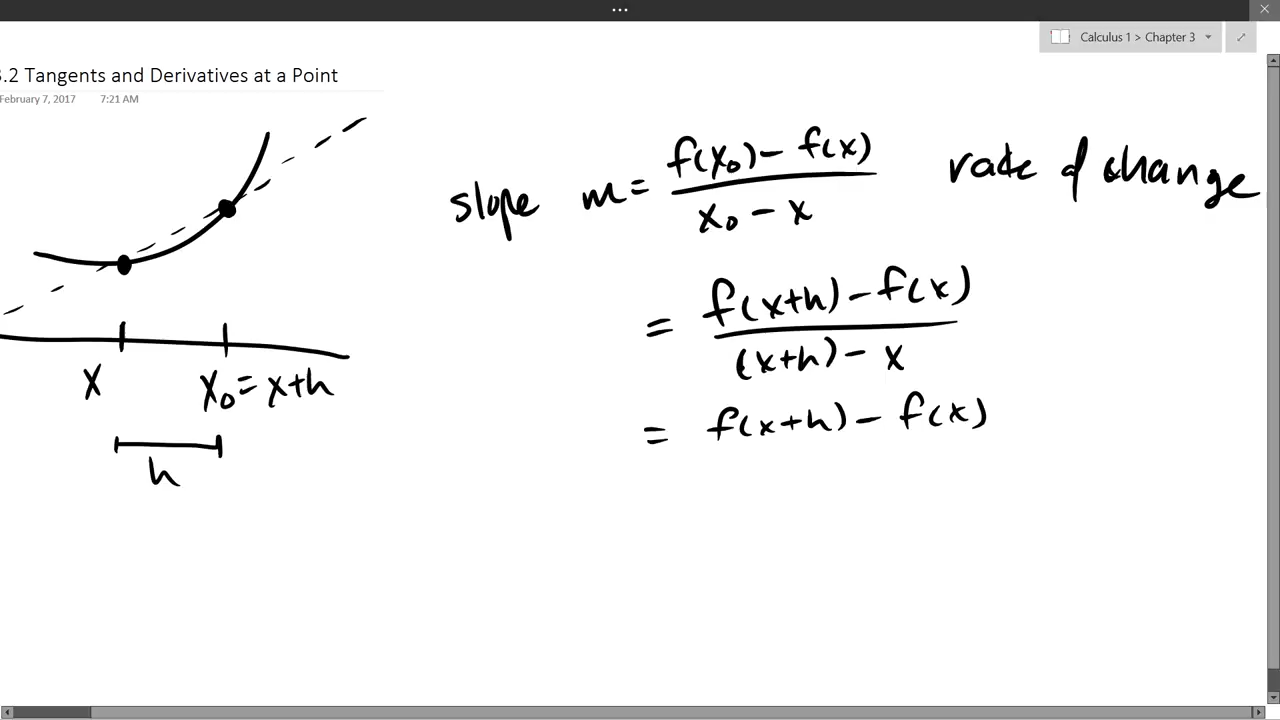 ...
Calculus 1 > Chapter 3
.2 Tangents and Derivatives at a Point
February 7, 2017 7:21 AM
slope m = f(x₀) - f(x) / x₀ - x rate of change
= f(x+h) - f(x) / (x+h) - x
= f(x+h) - f(x)
x x₀ = x+h
h